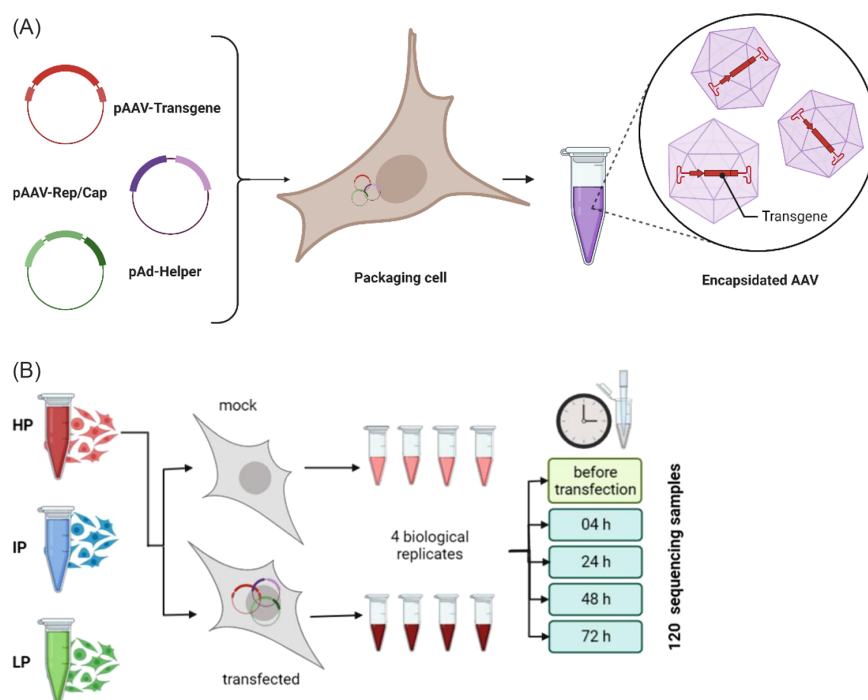 (A)
pAAV-Transgene
pAAV-Rep/Cap
pAd-Helper
Packaging cell
Transgene
Encapsidated AAV
(B)
HP
IP
LP
mock
transfected
4 biological
replicates
before
transfection
04 h
24 h
48 h
72 h
120 sequencing samples